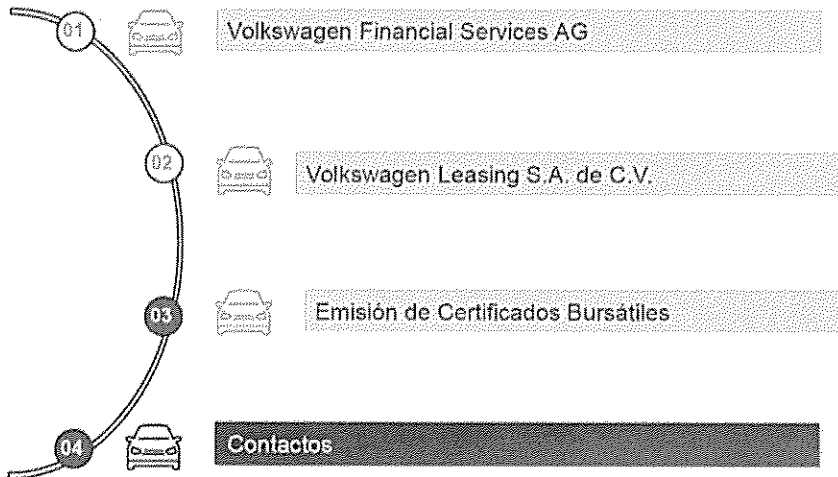 01 Volkswagen Financial Services AG
02 Volkswagen Leasing S.A. de C.V.
03 Emisión de Certificados Bursátiles
04 Contactos